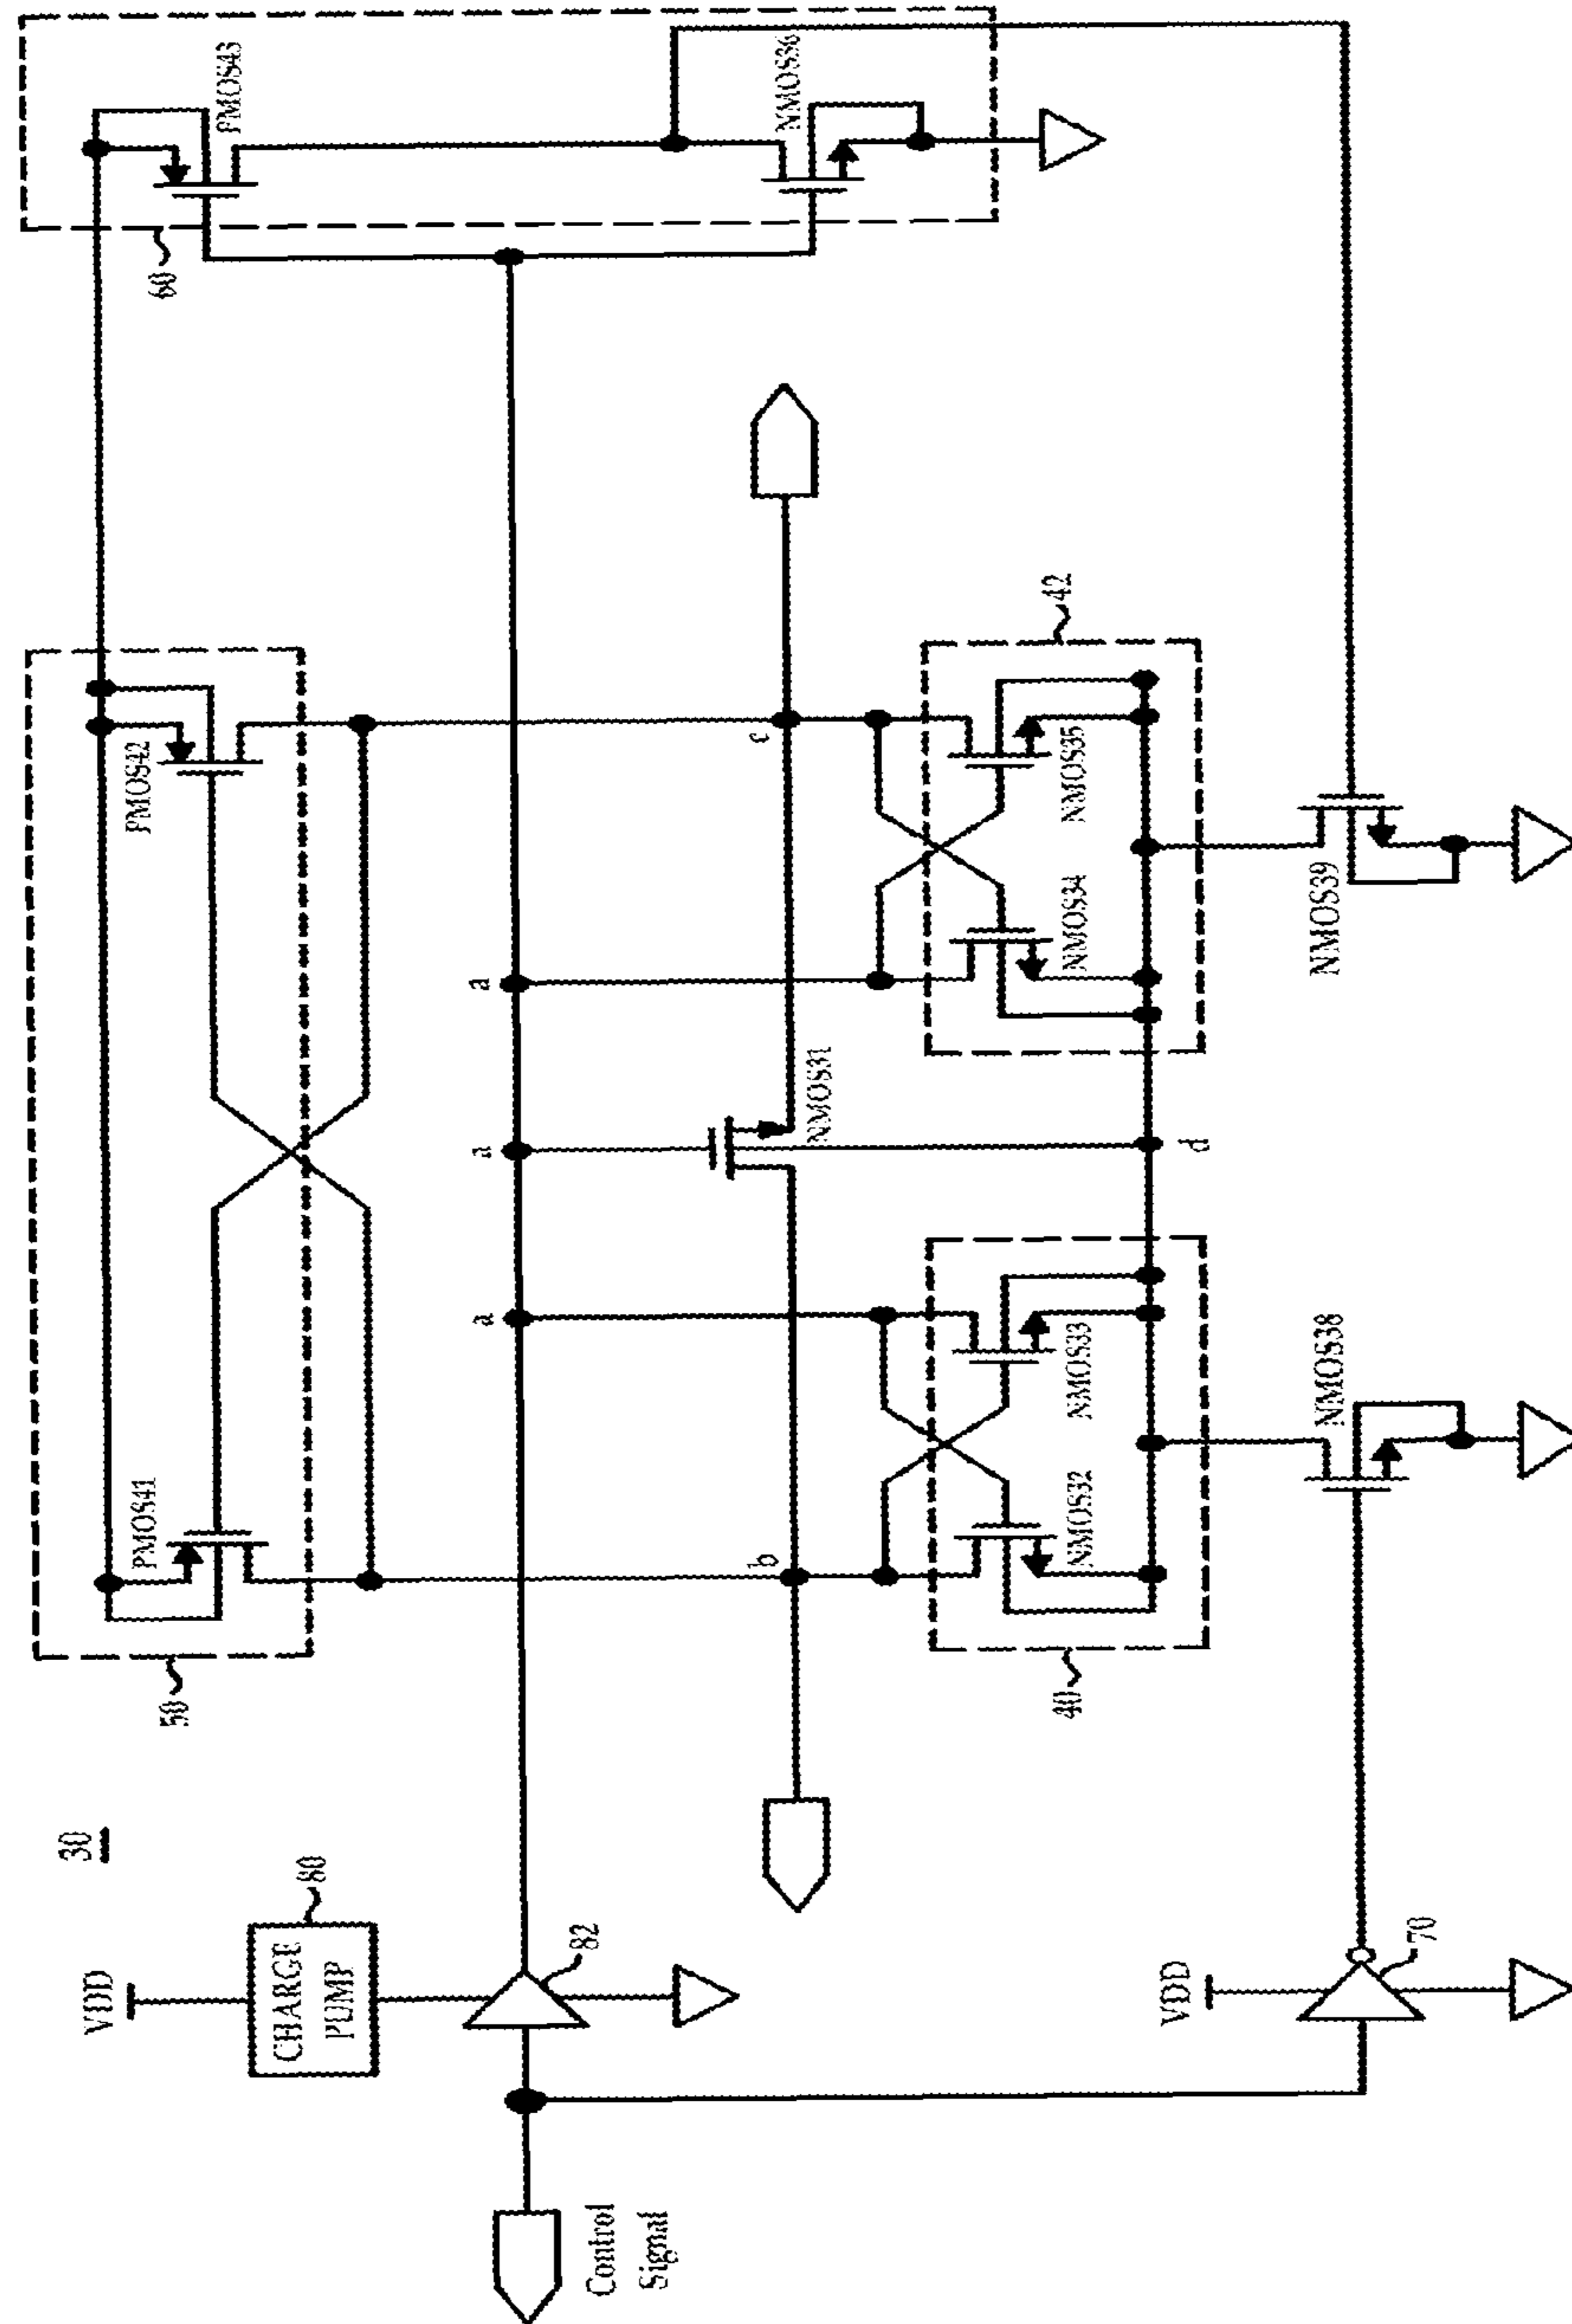 30
VDD
CHARGE
PUMP
80
82
Control
Signal
VDD
70
50
PMOS41
PMOS42
60
PMOS43
NMOS36
a
a
a
b
c
d
NMOS31
40
NMOS32
NMOS33
42
NMOS34
NMOS35
NMOS38
NMOS39